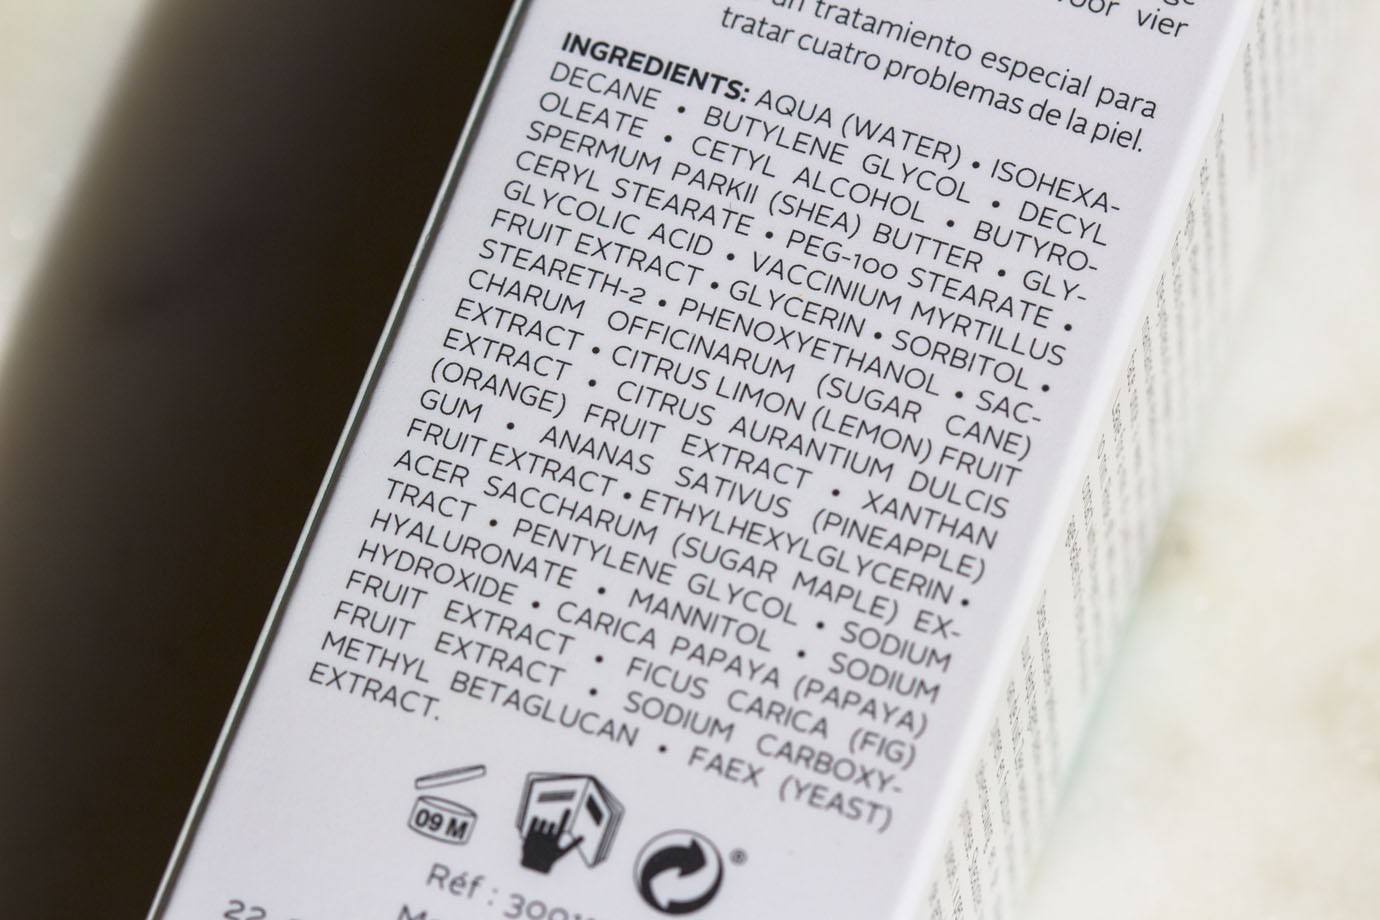 voor vier
un tratamiento especial para
tratar cuatro problemas de la piel.
INGREDIENTS: AQUA (WATER) • ISOHEXA-
DECANE • BUTYLENE GLYCOL • DECYL
OLEATE • CETYL ALCOHOL • BUTYRO-
SPERMUM PARKII (SHEA) BUTTER • GLY-
CERYL STEARATE • PEG-100 STEARATE •
GLYCOLIC ACID • VACCINIUM MYRTILLUS
FRUIT EXTRACT • GLYCERIN • SORBITOL •
STEARETH-2 • PHENOXYETHANOL • SAC-
CHARUM OFFICINARUM (SUGAR CANE)
EXTRACT • CITRUS LIMON (LEMON) FRUIT
EXTRACT • CITRUS AURANTIUM DULCIS
(ORANGE) FRUIT EXTRACT • XANTHAN
GUM • ANANAS SATIVUS (PINEAPPLE)
FRUIT EXTRACT • ETHYLHEXYLGLYCERIN •
ACER SACCHARUM (SUGAR MAPLE) EX-
TRACT • PENTYLENE GLYCOL • SODIUM
HYALURONATE • MANNITOL • SODIUM
HYDROXIDE • CARICA PAPAYA (PAPAYA)
FRUIT EXTRACT • FICUS CARICA (FIG)
FRUIT EXTRACT • SODIUM CARBOXY-
METHYL BETAGLUCAN • FAEX (YEAST)
EXTRACT.
09 M
®
Réf :
22